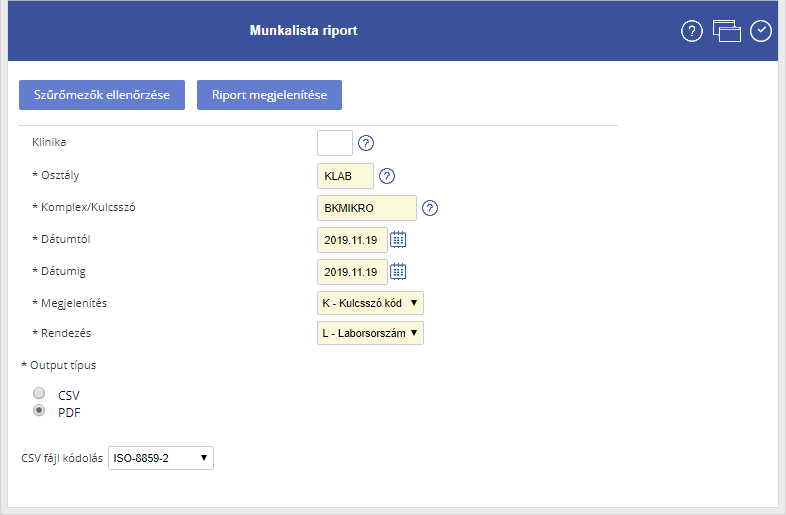 Munkalista riport
Szűrőmezők ellenőrzése Riport megjelenítése
Klinika
* Osztály KLAB
* Komplex/Kulcsszó BKMIKRO
* Dátumtól 2019.11.19
* Dátumig 2019.11.19
* Megjelenítés K - Kulcsszó kód
* Rendezés L - Laborsorszám
* Output típus
CSV
PDF
CSV fájl kódolás ISO-8859-2